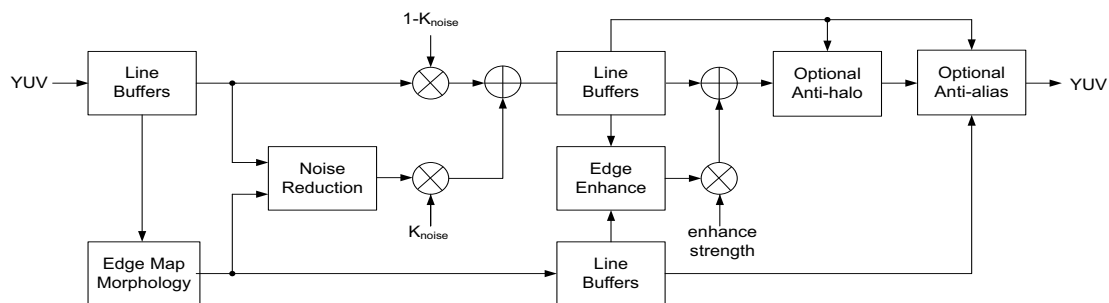 1-Knoise
YUV
Line
Buffers
Line
Buffers
Optional
Anti-halo
Optional
Anti-alias
YUV
Noise
Reduction
Edge
Enhance
Knoise
enhance
strength
Edge Map
Morphology
Line
Buffers